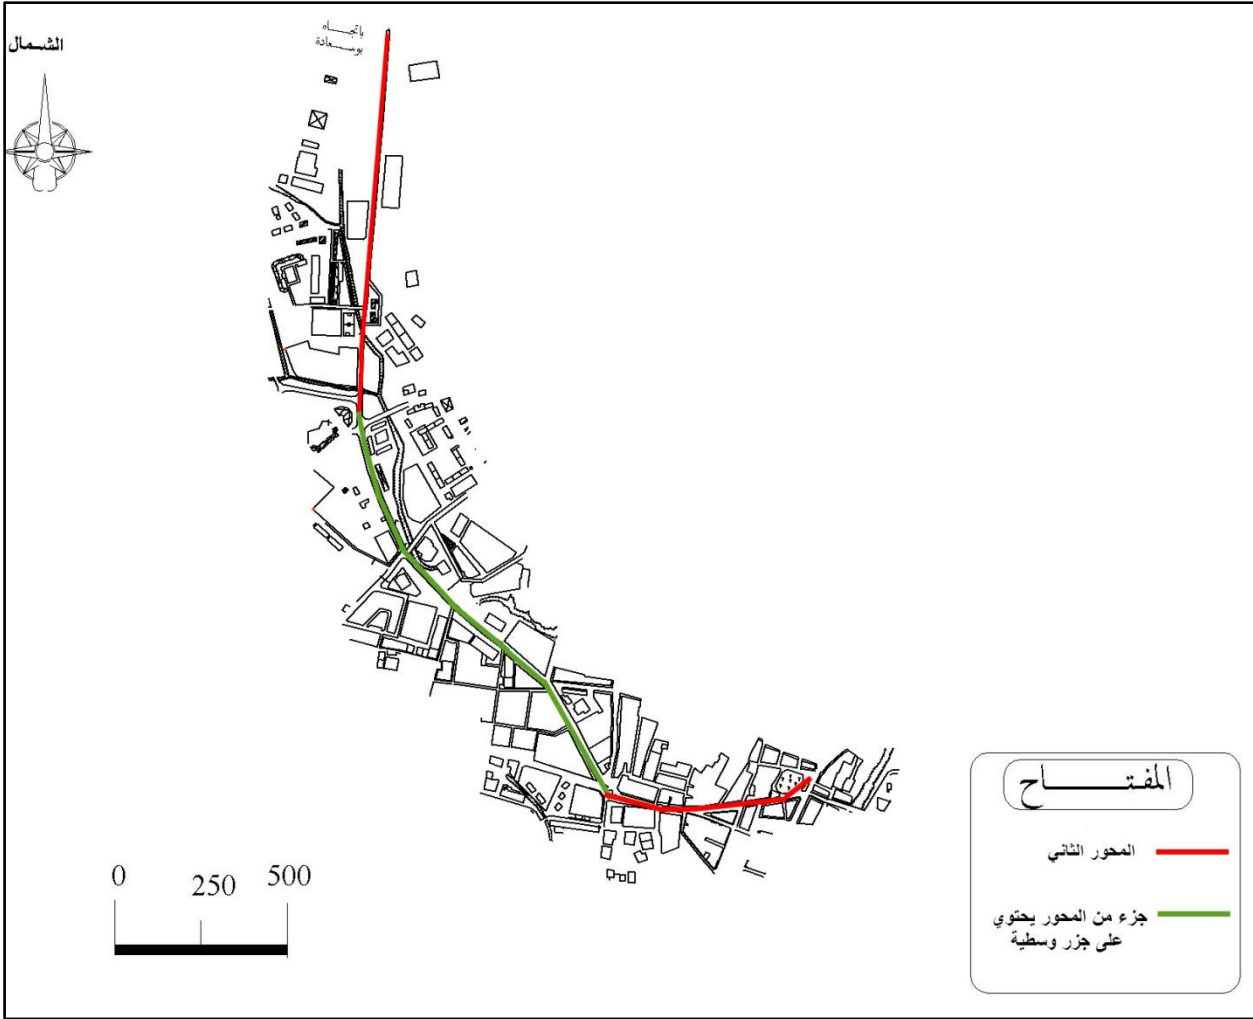 باتجاه
بوسعادة
الشمال
المفتاح
المحور الثاني
جزء من المحور يحتوي
على جزر وسطية
0 250 500